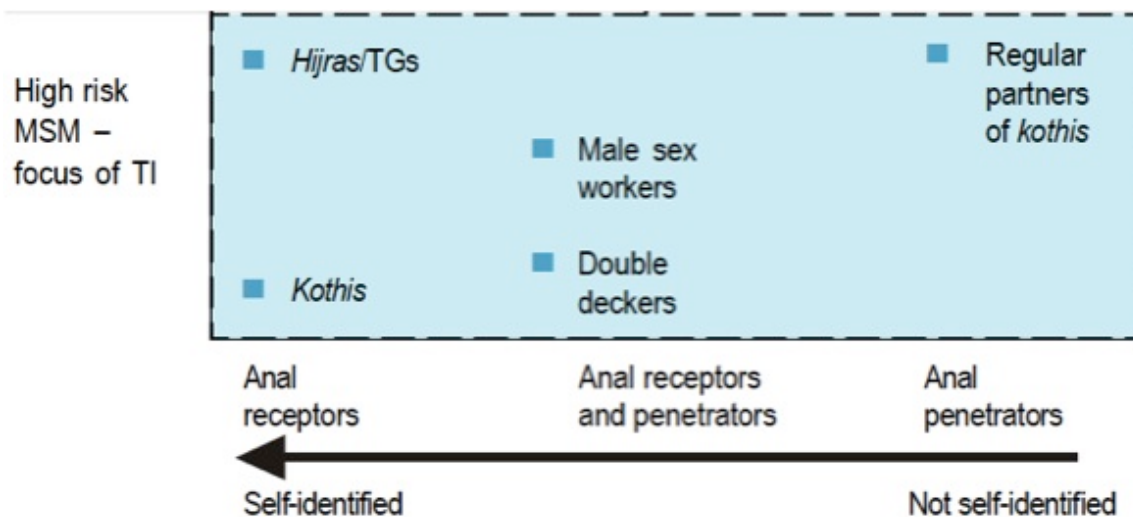 High risk
MSM –
focus of TI
Hijras/TGs
Kothis
Male sex
workers
Double
deckers
Regular
partners
of kothis
Anal
receptors
Anal receptors
and penetrators
Anal
penetrators
Self-identified
Not self-identified